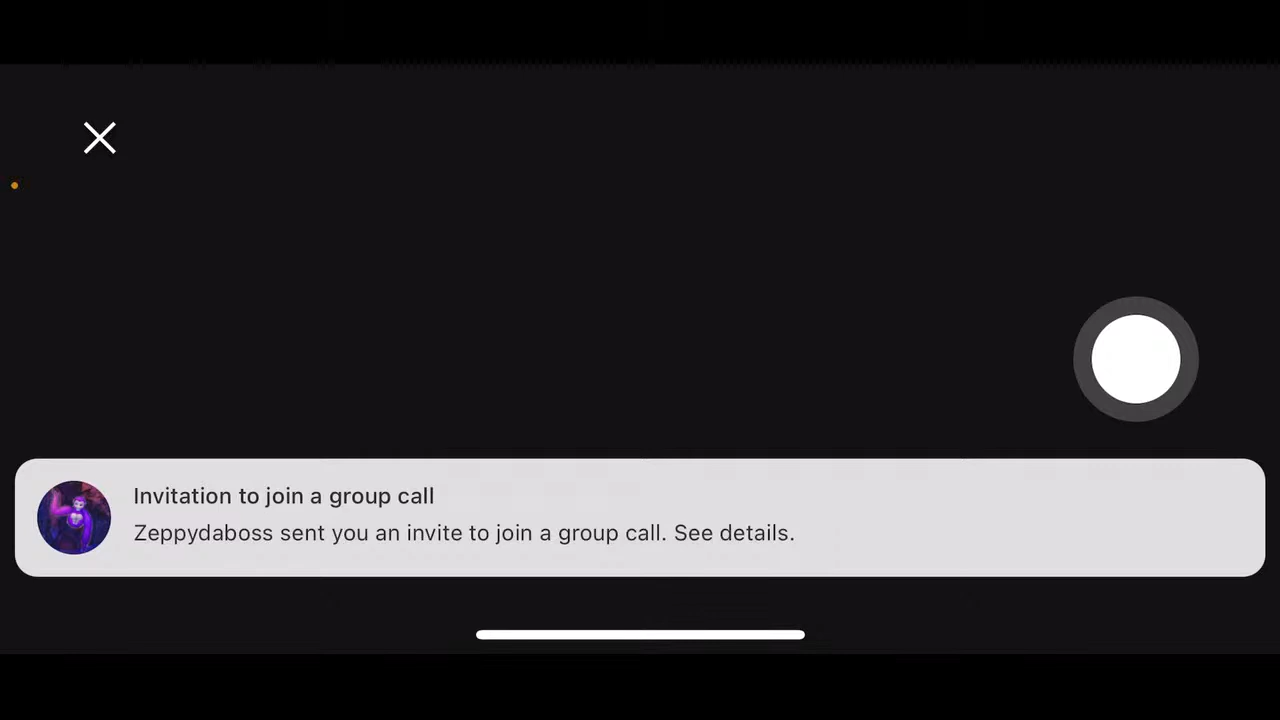 Invitation to join a group call
Zeppydaboss sent you an invite to join a group call. See details.